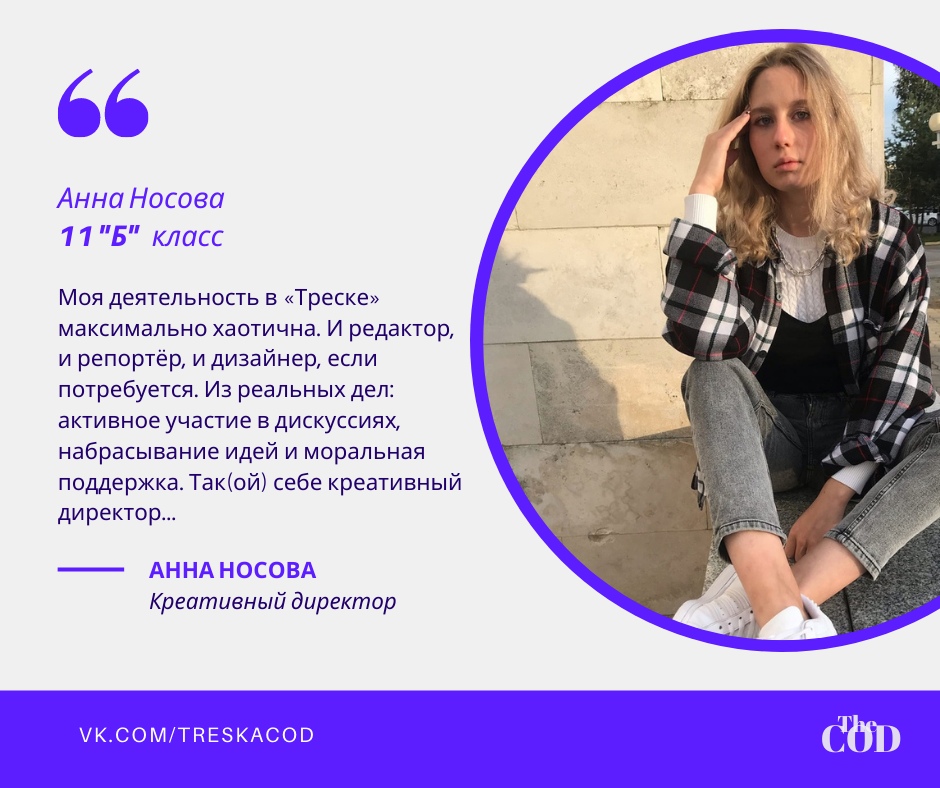 Анна Носова
11"Б" класс
Моя деятельность в «Треске»
максимально хаотична. И редактор,
и репортёр, и дизайнер, если
потребуется. Из реальных дел:
активное участие в дискуссиях,
набрасывание идей и моральная
поддержка. Так(ой) себе креативный
директор...
АННА НОСОВА
Креативный директор
VK.COM/TRESKACOD
The
COD